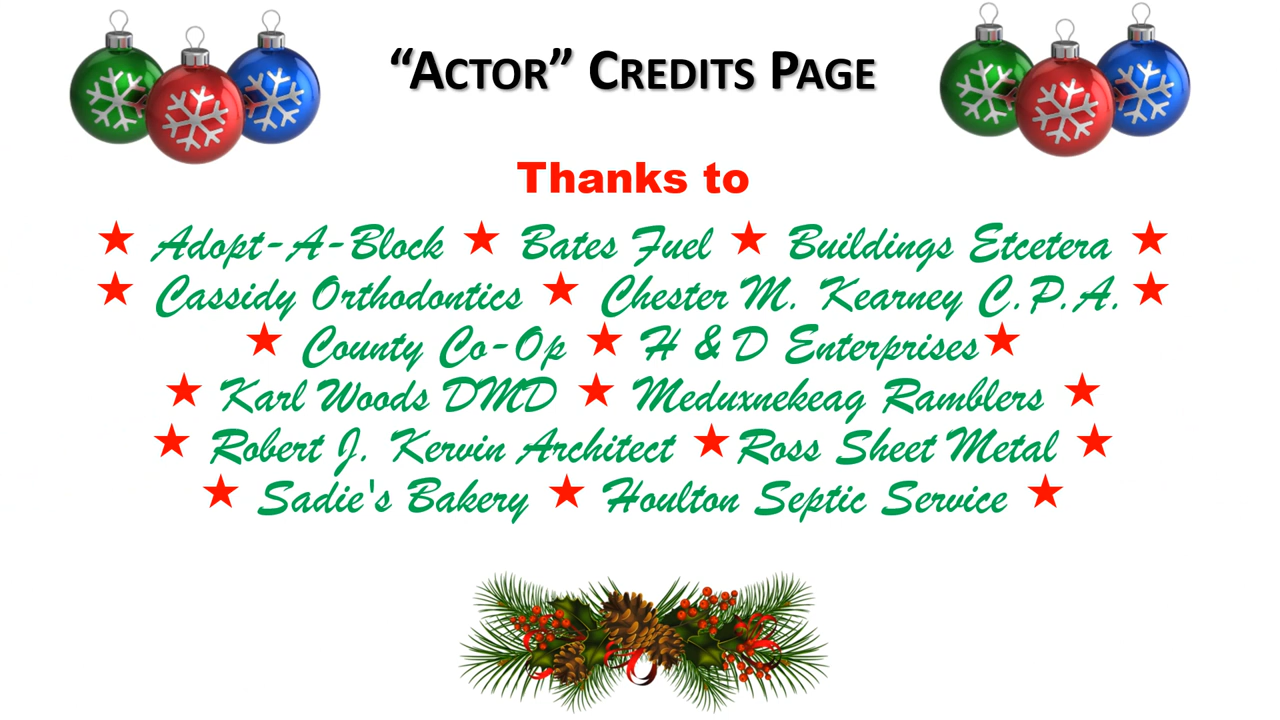 “ACTOR” CREDITS PAGE
Thanks to
★ Adopt-A-Block ★ Bates Fuel ★ Buildings Etcetera ★
★ Cassidy Orthodontics ★ Chester M. Kearney C.P.A. ★
★ County Co-Op ★ H & D Enterprises ★
★ Karl Woods DMD ★ Meduxnekeag Ramblers ★
★ Robert J. Kervin Architect ★ Ross Sheet Metal ★
★ Sadie's Bakery ★ Houlton Septic Service ★